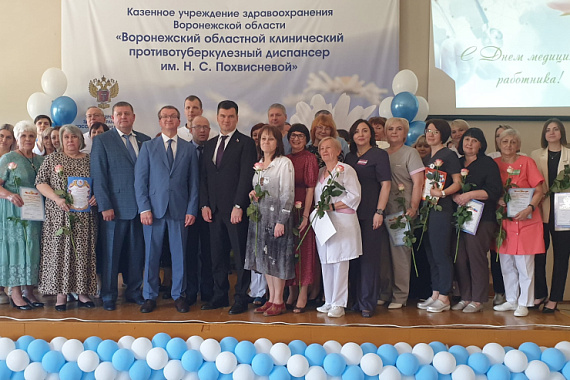 Казенное учреждение здравоохранения
Воронежской области
«Воронежский областной клинический
противотуберкулезный диспансер
им. Н. С. Похвисневой»
С Днем медицинского
работника!